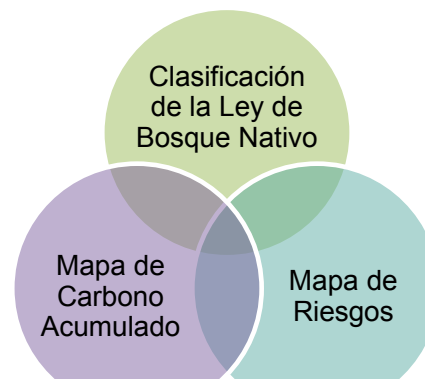 Clasificación
de la Ley de
Bosque Nativo
Mapa de
Carbono
Acumulado
Mapa de
Riesgos